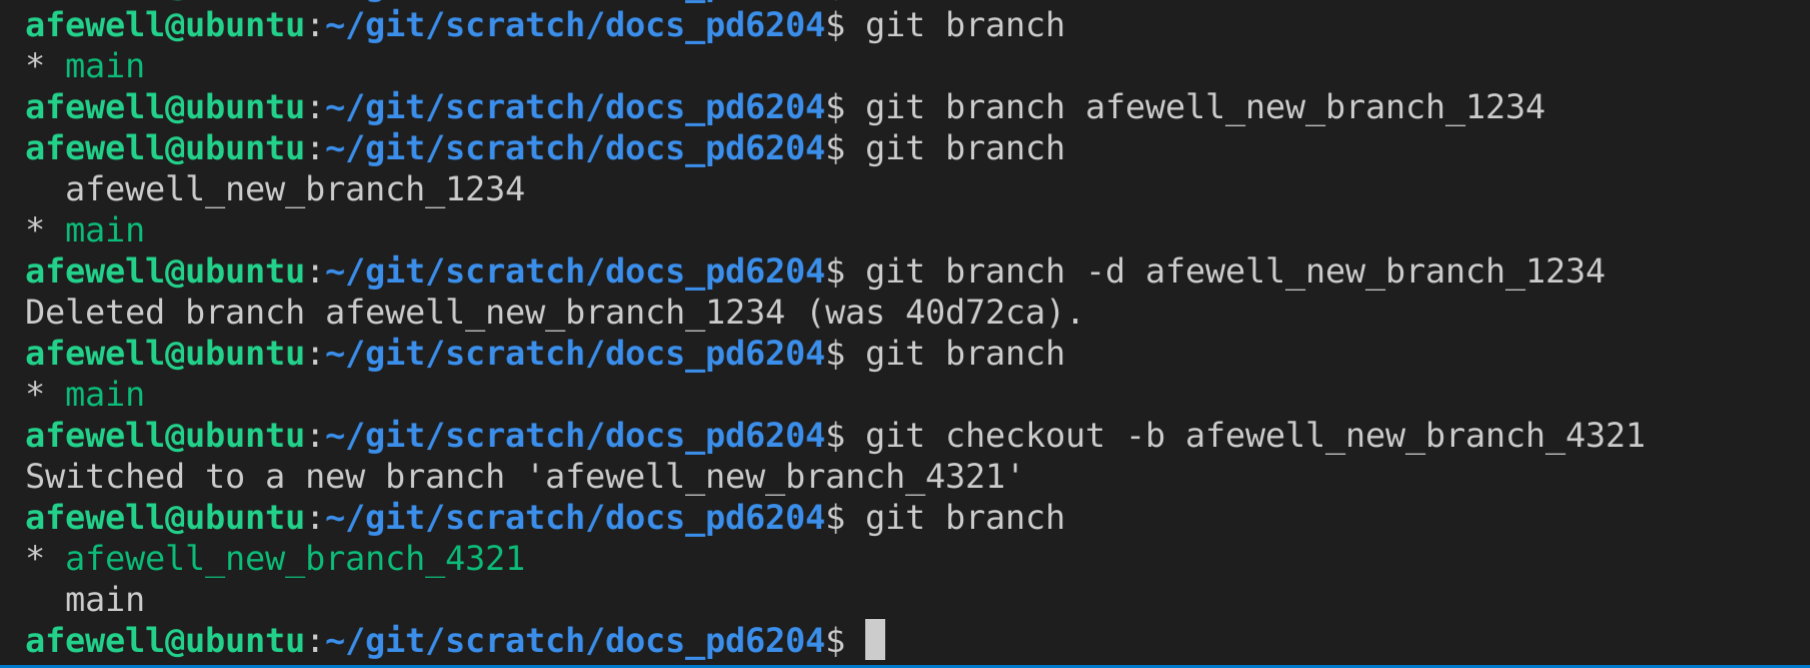 afewell@ubuntu:~/git/scratch/docs_pd6204$ git branch
* main
afewell@ubuntu:~/git/scratch/docs_pd6204$ git branch afewell_new_branch_1234
afewell@ubuntu:~/git/scratch/docs_pd6204$ git branch
  afewell_new_branch_1234
* main
afewell@ubuntu:~/git/scratch/docs_pd6204$ git branch -d afewell_new_branch_1234
Deleted branch afewell_new_branch_1234 (was 40d72ca).
afewell@ubuntu:~/git/scratch/docs_pd6204$ git branch
* main
afewell@ubuntu:~/git/scratch/docs_pd6204$ git checkout -b afewell_new_branch_4321
Switched to a new branch 'afewell_new_branch_4321'
afewell@ubuntu:~/git/scratch/docs_pd6204$ git branch
* afewell_new_branch_4321
  main
afewell@ubuntu:~/git/scratch/docs_pd6204$